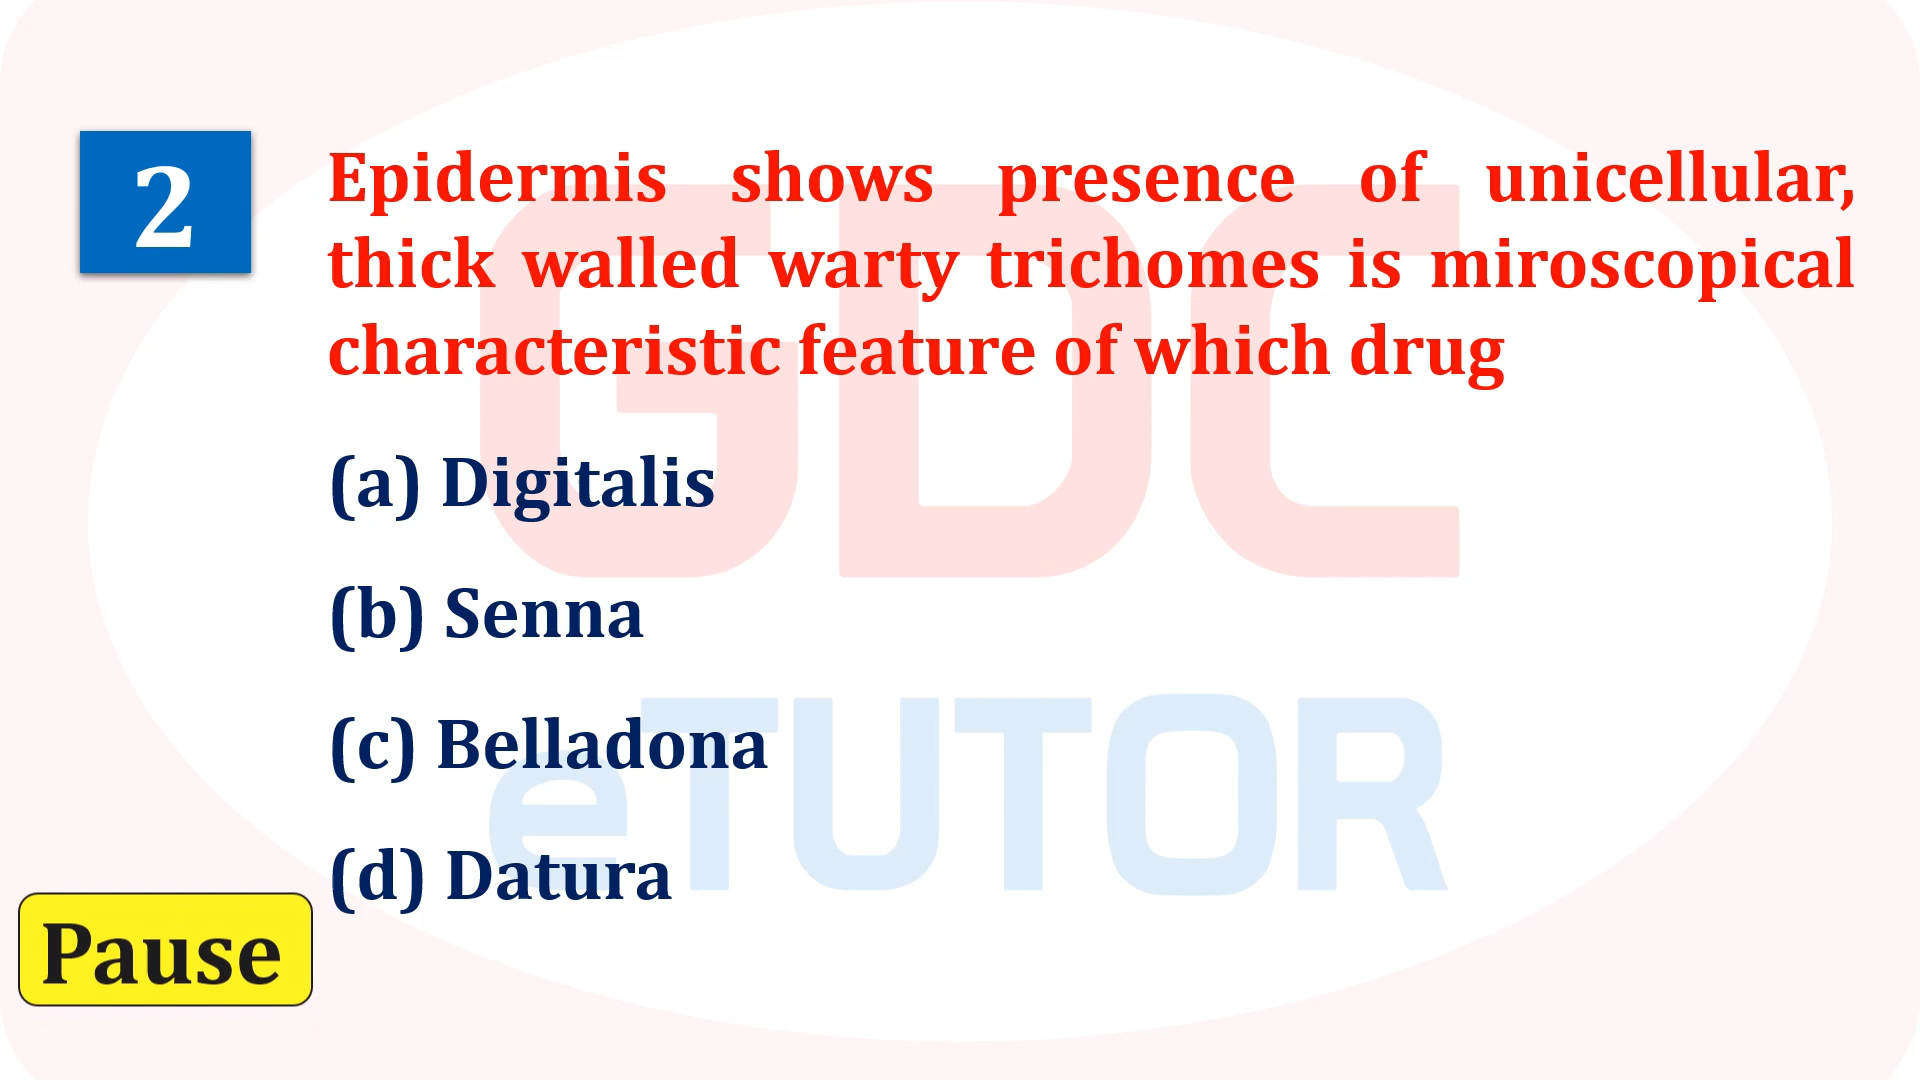 2
Epidermis shows presence of unicellular,
thick walled warty trichomes is miroscopical
characteristic feature of which drug
(a) Digitalis
(b) Senna
(c) Belladona
(d) Datura
Pause
GDC
eTUTOR